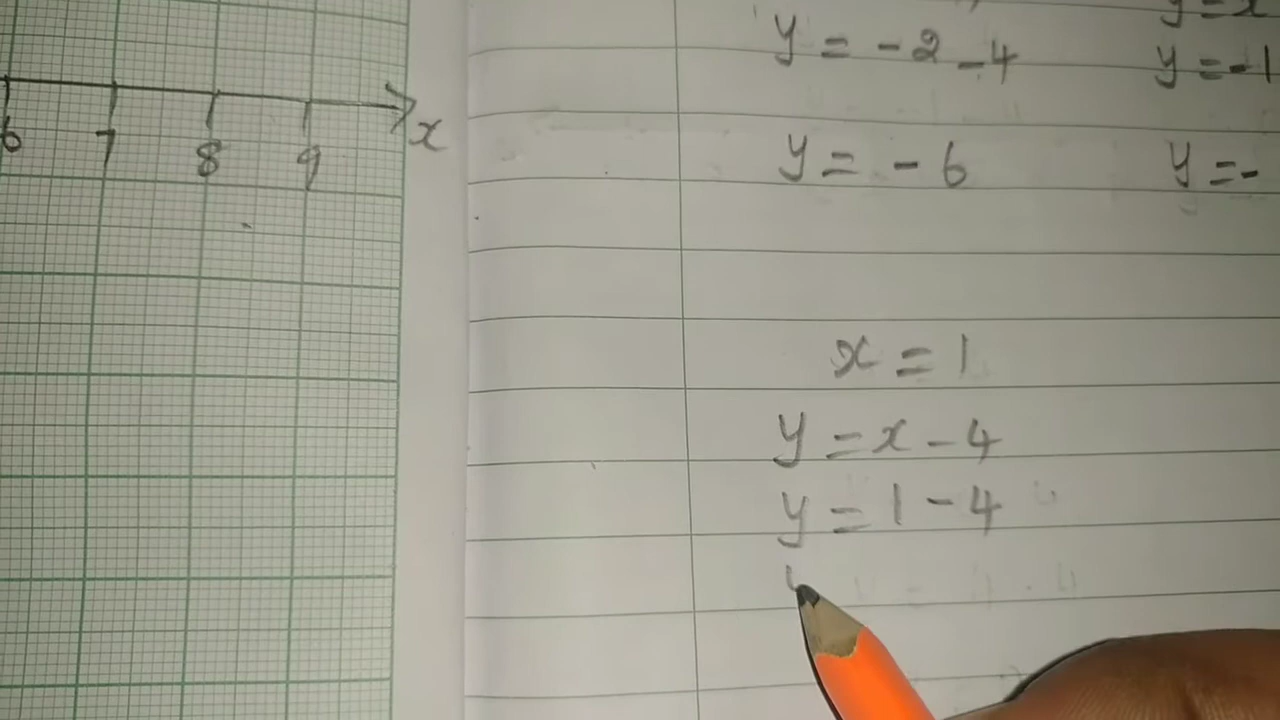 6 7 8 9 x
y = -2 -4
y = -1
y = -6
y = -
x = 1
y = x - 4
y = 1 - 4